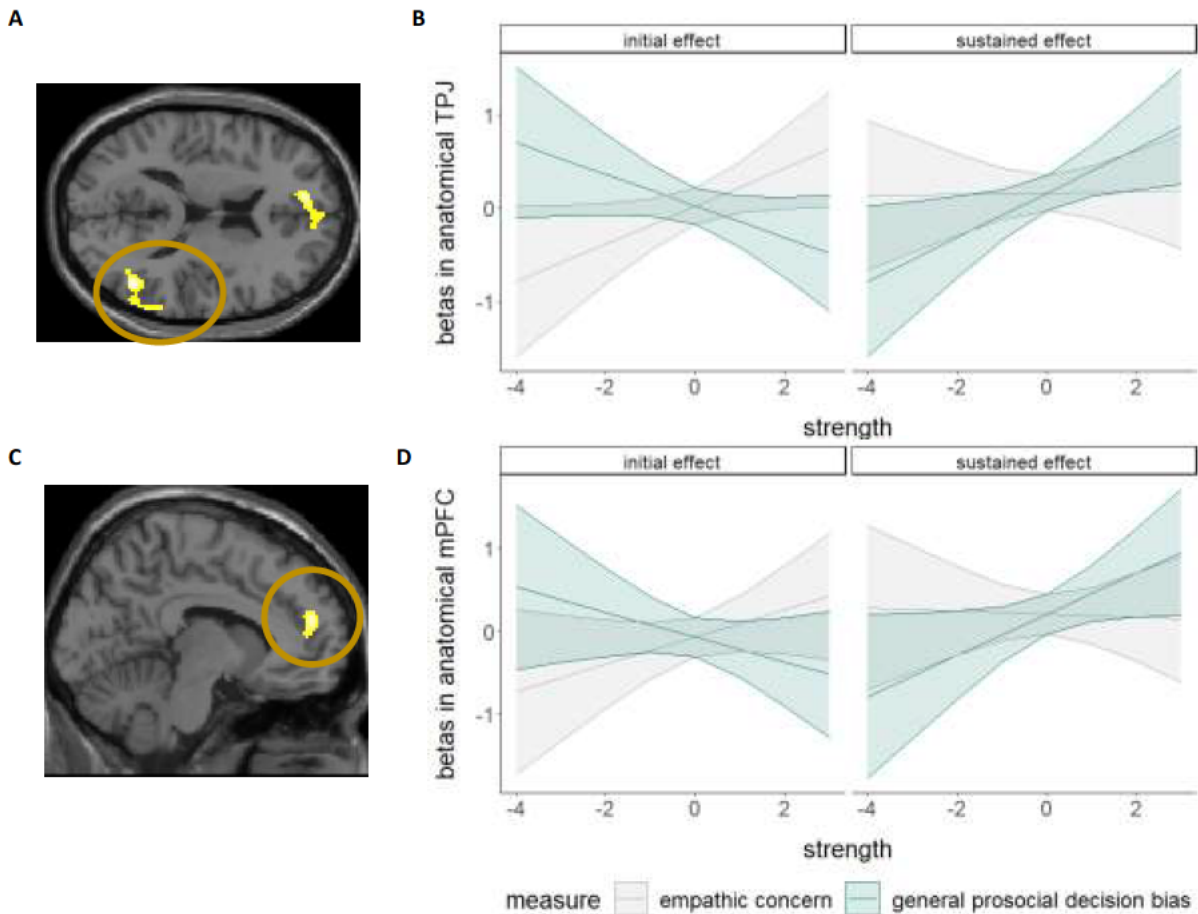 A
B
initial effect
sustained effect
betas in anatomical TPJ
1
0
-1
-4
-2
0
2
-4
-2
0
2
strength
C
D
initial effect
sustained effect
betas in anatomical mPFC
1
0
-1
-4
-2
0
2
-4
-2
0
2
strength
measure empathic concern general prosocial decision bias